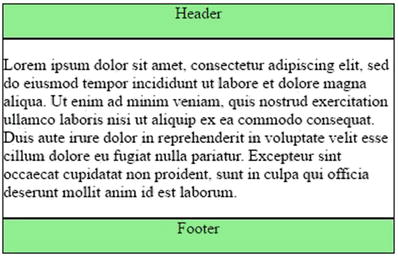 Header
Lorem ipsum dolor sit amet, consectetur adipiscing elit, sed
do eiusmod tempor incididunt ut labore et dolore magna
aliqua. Ut enim ad minim veniam, quis nostrud exercitation
ullamco laboris nisi ut aliquip ex ea commodo consequat.
Duis aute irure dolor in reprehenderit in voluptate velit esse
cillum dolore eu fugiat nulla pariatur. Excepteur sint
occaecat cupidatat non proident, sunt in culpa qui officia
deserunt mollit anim id est laborum.
Footer